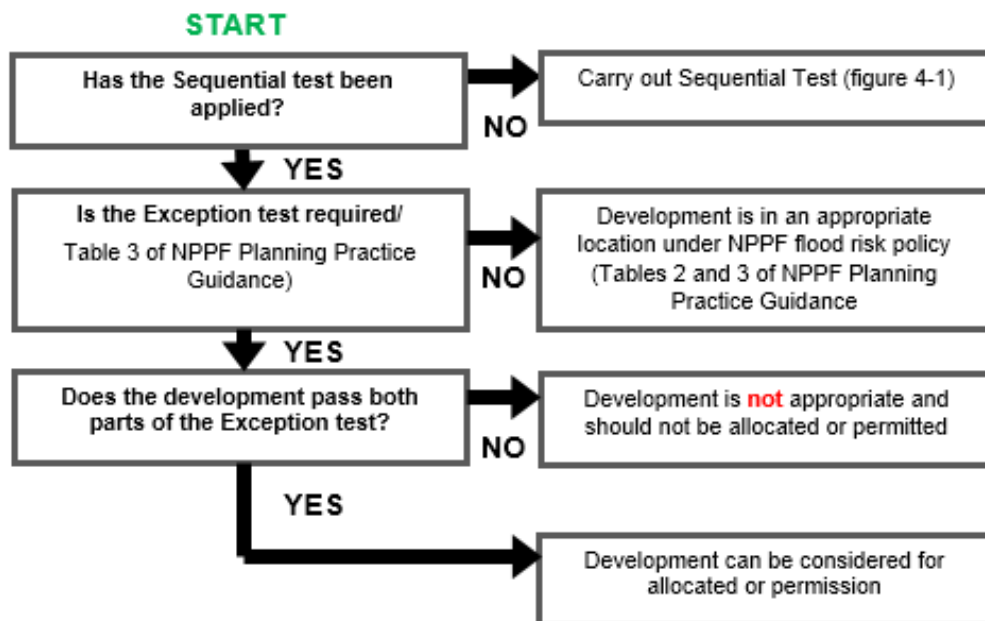 START
Has the Sequential test been
applied?
NO
Carry out Sequential Test (figure 4-1)
YES
Is the Exception test required/
Table 3 of NPPF Planning Practice
Guidance)
NO
Development is in an appropriate
location under NPPF flood risk policy
(Tables 2 and 3 of NPPF Planning
Practice Guidance
YES
Does the development pass both
parts of the Exception test?
NO
Development is not appropriate and
should not be allocated or permitted
YES
Development can be considered for
allocated or permission